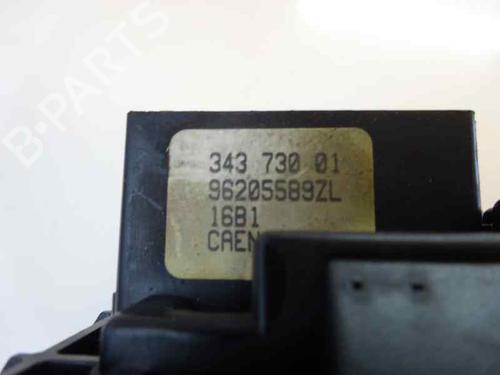 B-PARTS
343 730 01
96205589ZL
16B1
CAEN